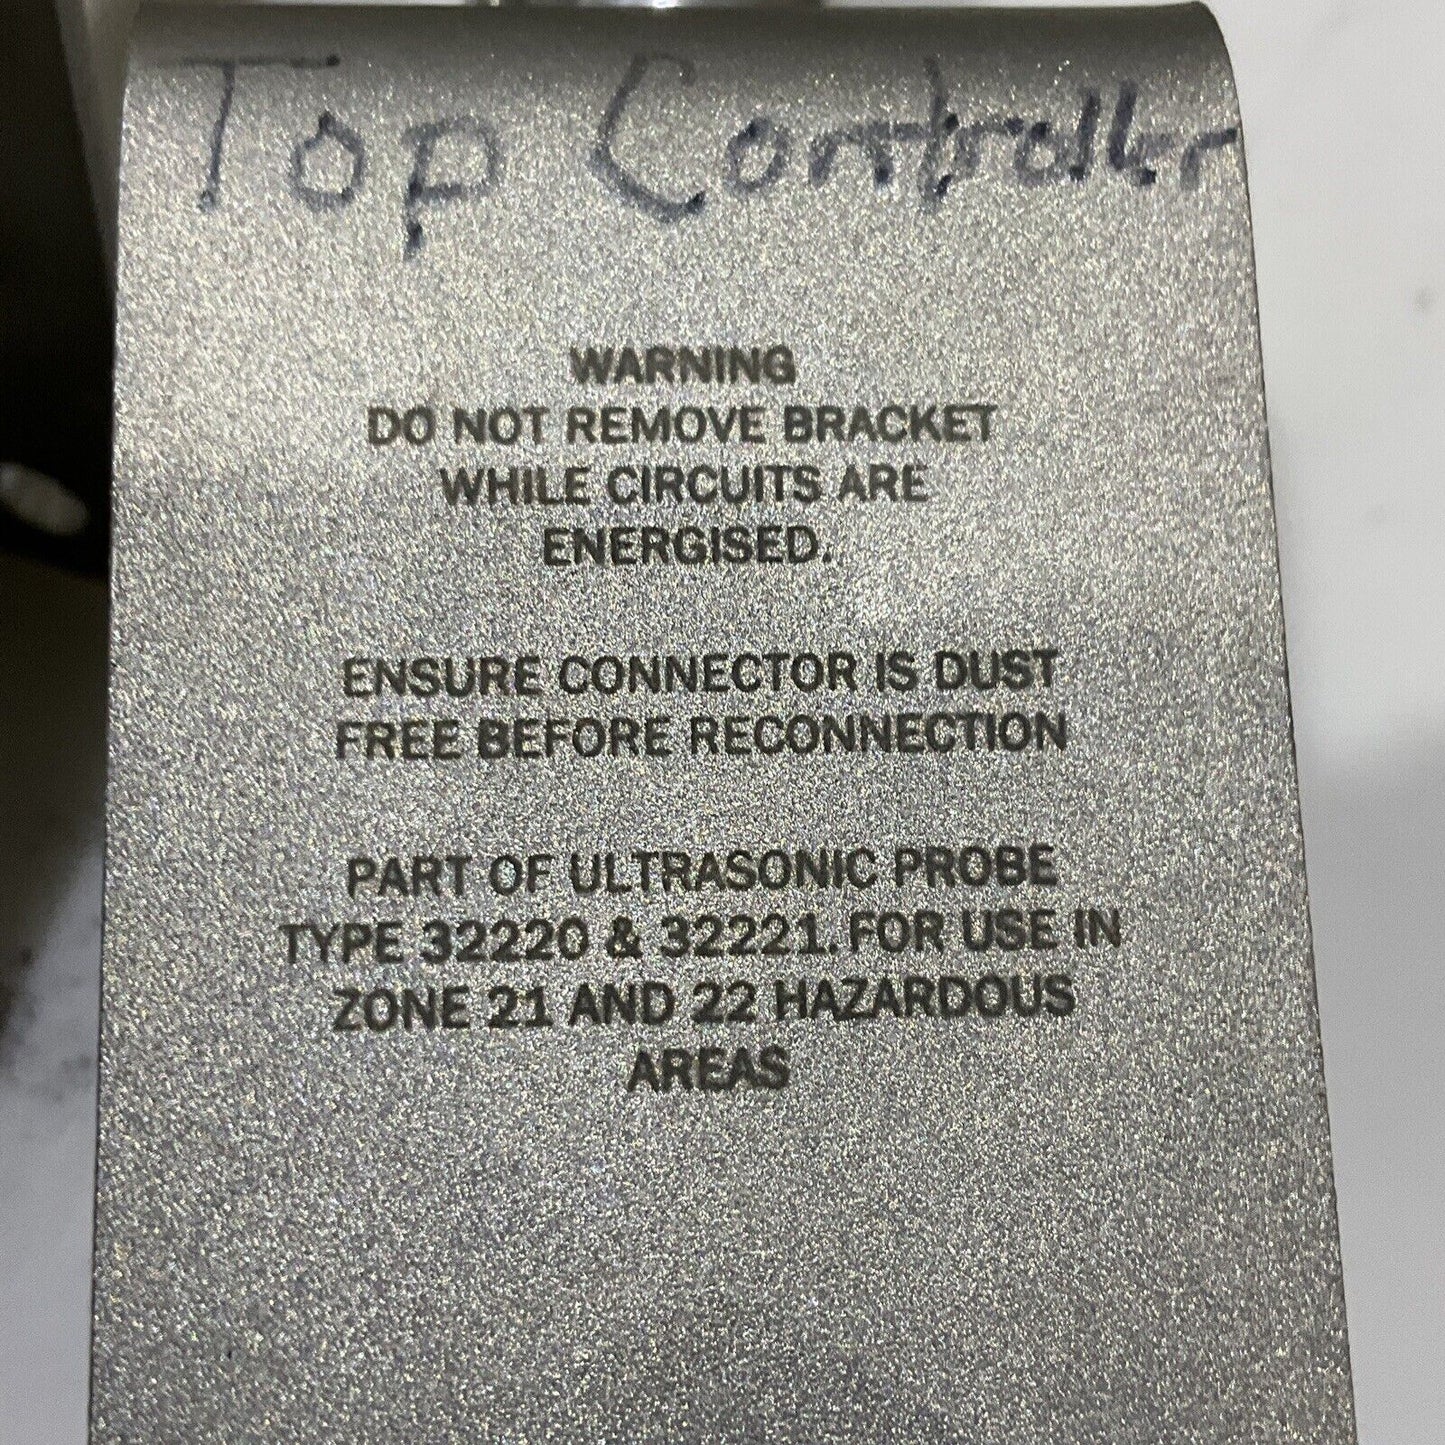 Top Controller
WARNING
DO NOT REMOVE BRACKET
WHILE CIRCUITS ARE
ENERGISED.
ENSURE CONNECTOR IS DUST
FREE BEFORE RECONNECTION
PART OF ULTRASONIC PROBE
TYPE 32220 & 32221. FOR USE IN
ZONE 21 AND 22 HAZARDOUS
AREAS